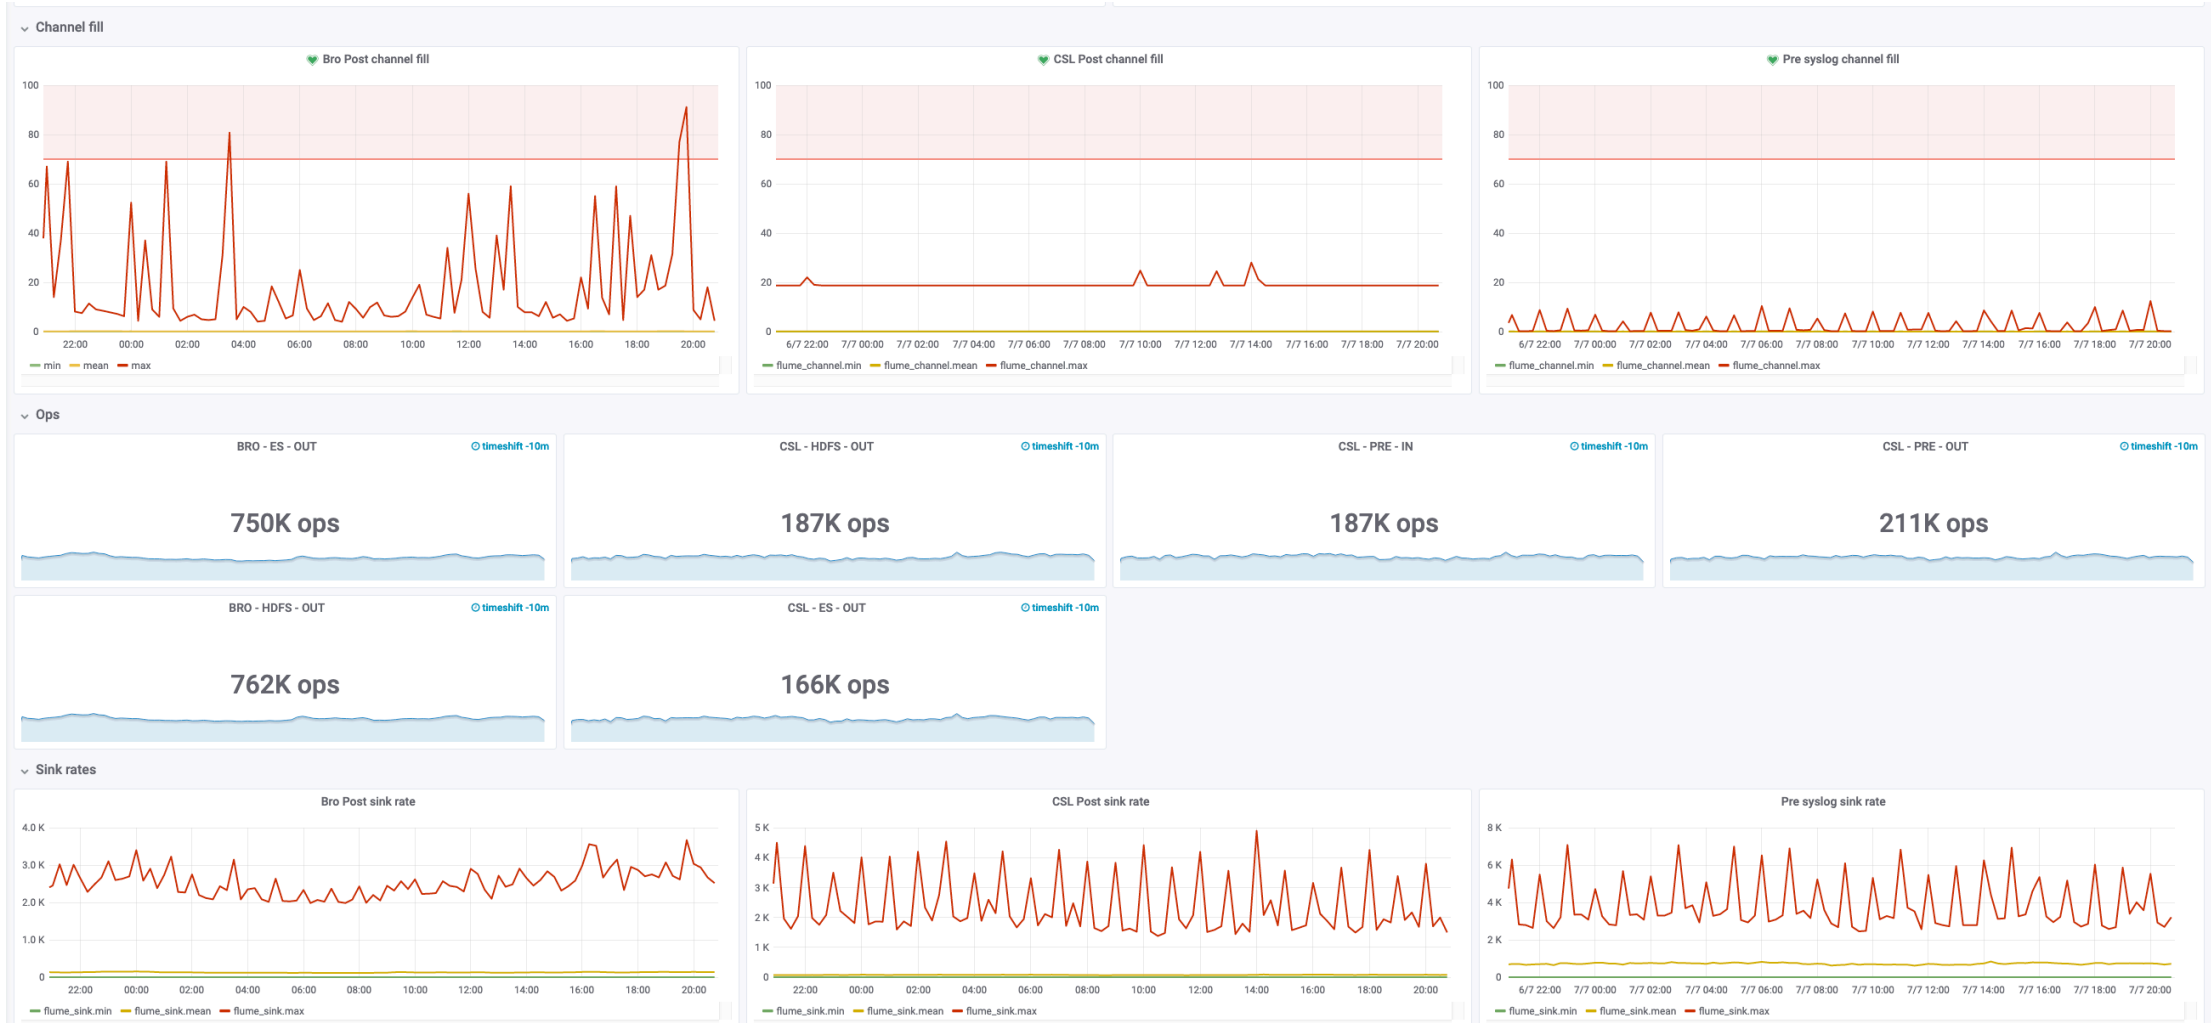 Channel fill
Bro Post channel fill
100
80
60
40
20
0
22:00 00:00 02:00 04:00 06:00 08:00 10:00 12:00 14:00 16:00 18:00 20:00
min mean max
CSL Post channel fill
100
80
60
40
20
0
6/7 22:00 7/7 00:00 7/7 02:00 7/7 04:00 7/7 06:00 7/7 08:00 7/7 10:00 7/7 12:00 7/7 14:00 7/7 16:00 7/7 18:00 7/7 20:00
flume_channel.min flume_channel.mean flume_channel.max
Pre syslog channel fill
100
80
60
40
20
0
6/7 22:00 7/7 00:00 7/7 02:00 7/7 04:00 7/7 06:00 7/7 08:00 7/7 10:00 7/7 12:00 7/7 14:00 7/7 16:00 7/7 18:00 7/7 20:00
flume_channel.min flume_channel.mean flume_channel.max
Ops
BRO - ES - OUT
timeshift -10m
750K ops
CSL - HDFS - OUT
timeshift -10m
187K ops
CSL - PRE - IN
timeshift -10m
187K ops
CSL - PRE - OUT
timeshift -10m
211K ops
BRO - HDFS - OUT
timeshift -10m
762K ops
CSL - ES - OUT
timeshift -10m
166K ops
Sink rates
Bro Post sink rate
4.0 K
3.0 K
2.0 K
1.0 K
0
22:00 00:00 02:00 04:00 06:00 08:00 10:00 12:00 14:00 16:00 18:00 20:00
flume_sink.min flume_sink.mean flume_sink.max
CSL Post sink rate
5 K
4 K
3 K
2 K
1 K
0
22:00 00:00 02:00 04:00 06:00 08:00 10:00 12:00 14:00 16:00 18:00 20:00
flume_sink.min flume_sink.mean flume_sink.max
Pre syslog sink rate
8 K
6 K
4 K
2 K
0
6/7 22:00 7/7 00:00 7/7 02:00 7/7 04:00 7/7 06:00 7/7 08:00 7/7 10:00 7/7 12:00 7/7 14:00 7/7 16:00 7/7 18:00 7/7 20:00
flume_sink.min flume_sink.mean flume_sink.max